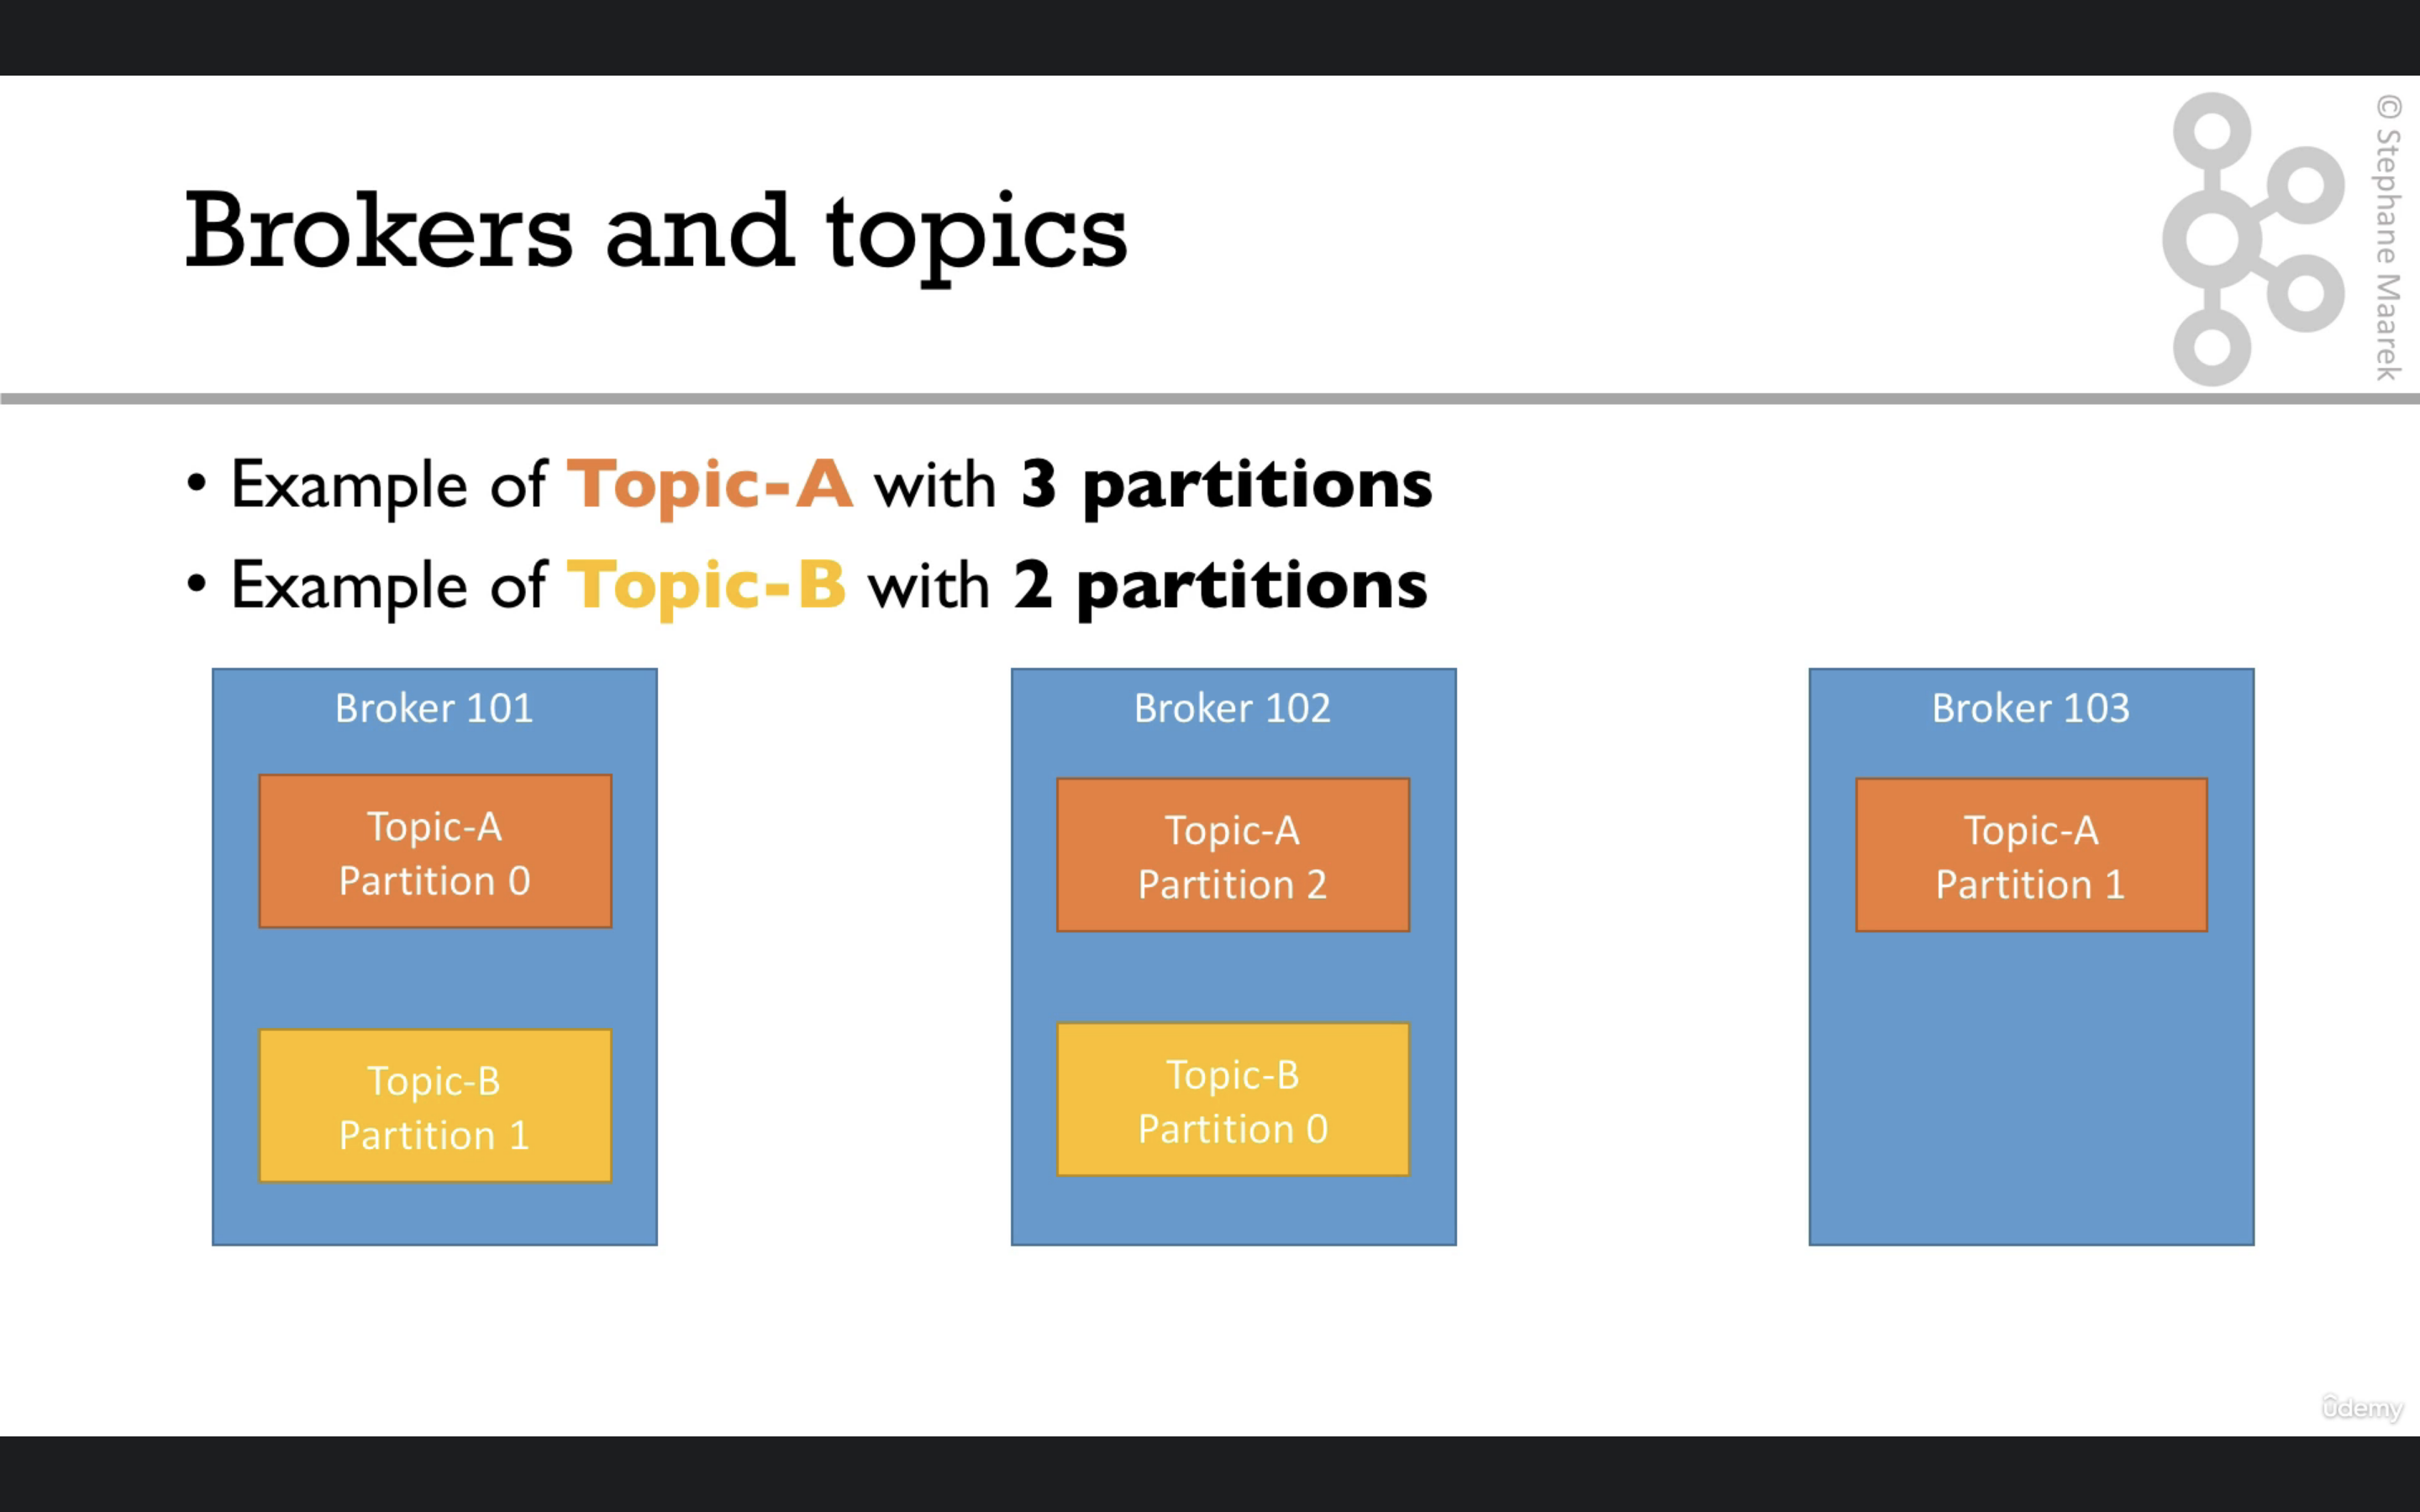 Brokers and topics
© Stephane Maarek
• Example of Topic-A with 3 partitions
• Example of Topic-B with 2 partitions
Broker 101
Topic-A
Partition 0
Topic-B
Partition 1
Broker 102
Topic-A
Partition 2
Topic-B
Partition 0
Broker 103
Topic-A
Partition 1
ûdemy